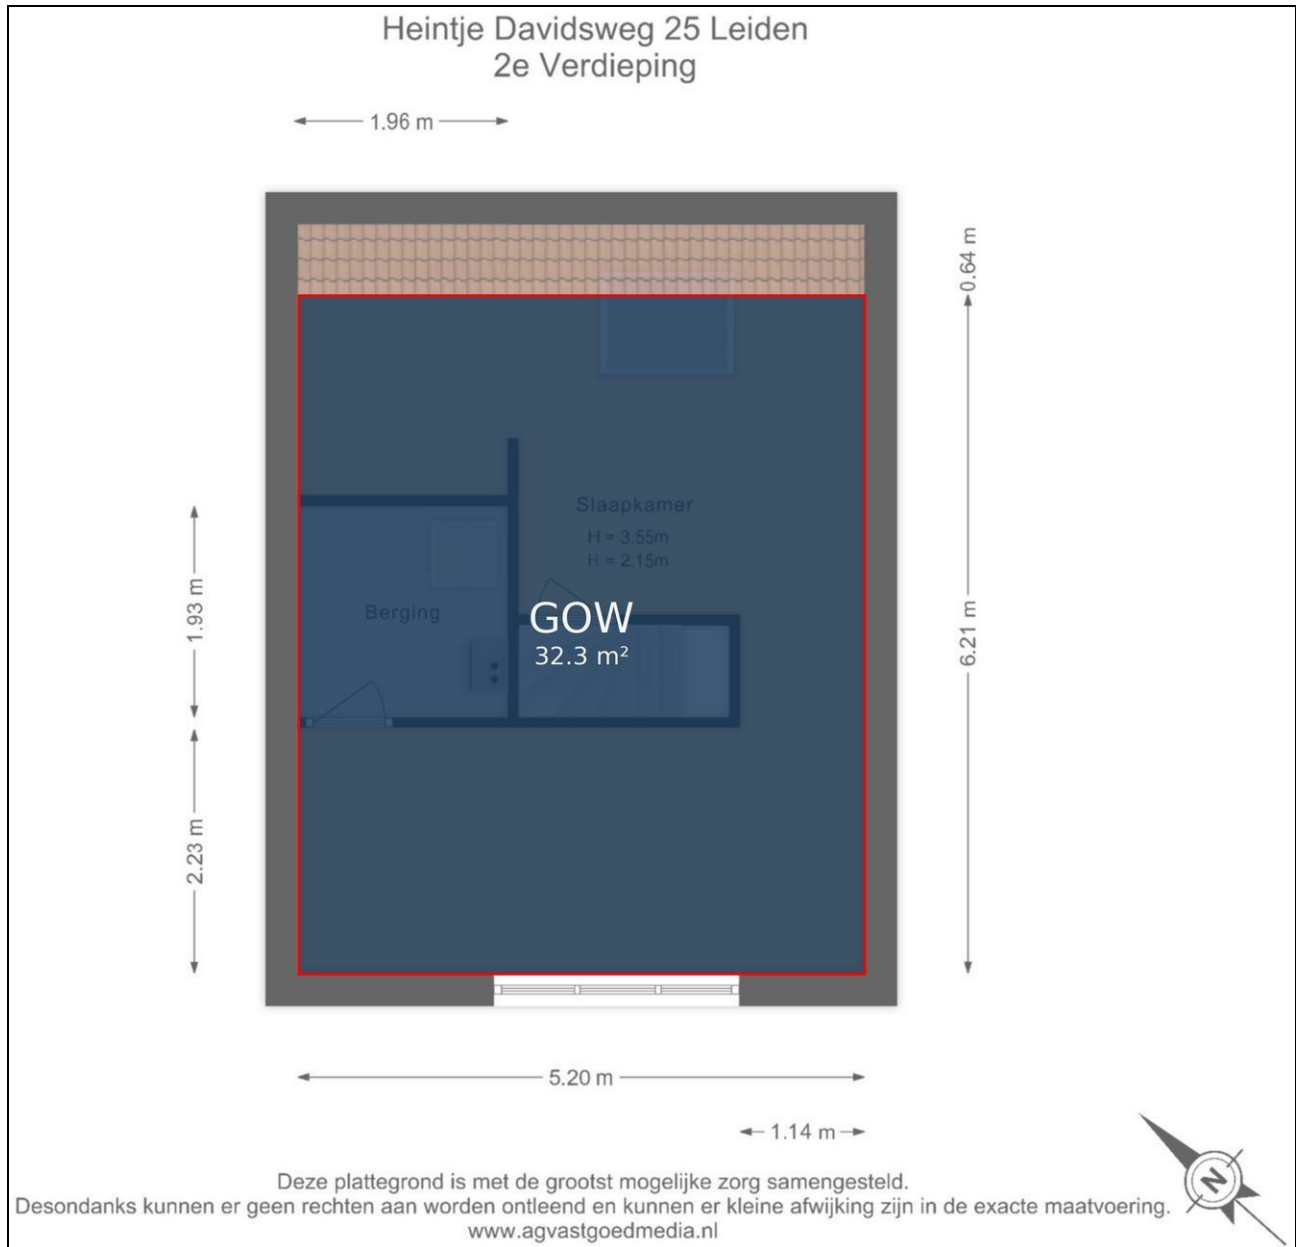 Heintje Davidsweg 25 Leiden
2e Verdieping
1.96 m
0.64 m
Slaapkamer
H = 3.55m
H = 2.15m
1.93 m
Berging
GOW
32.3 m²
6.21 m
2.23 m
5.20 m
1.14 m
N
Deze plattegrond is met de grootst mogelijke zorg samengesteld.
Desondanks kunnen er geen rechten aan worden ontleend en kunnen er kleine afwijking zijn in de exacte maatvoering.
www.agvastgoedmedia.nl